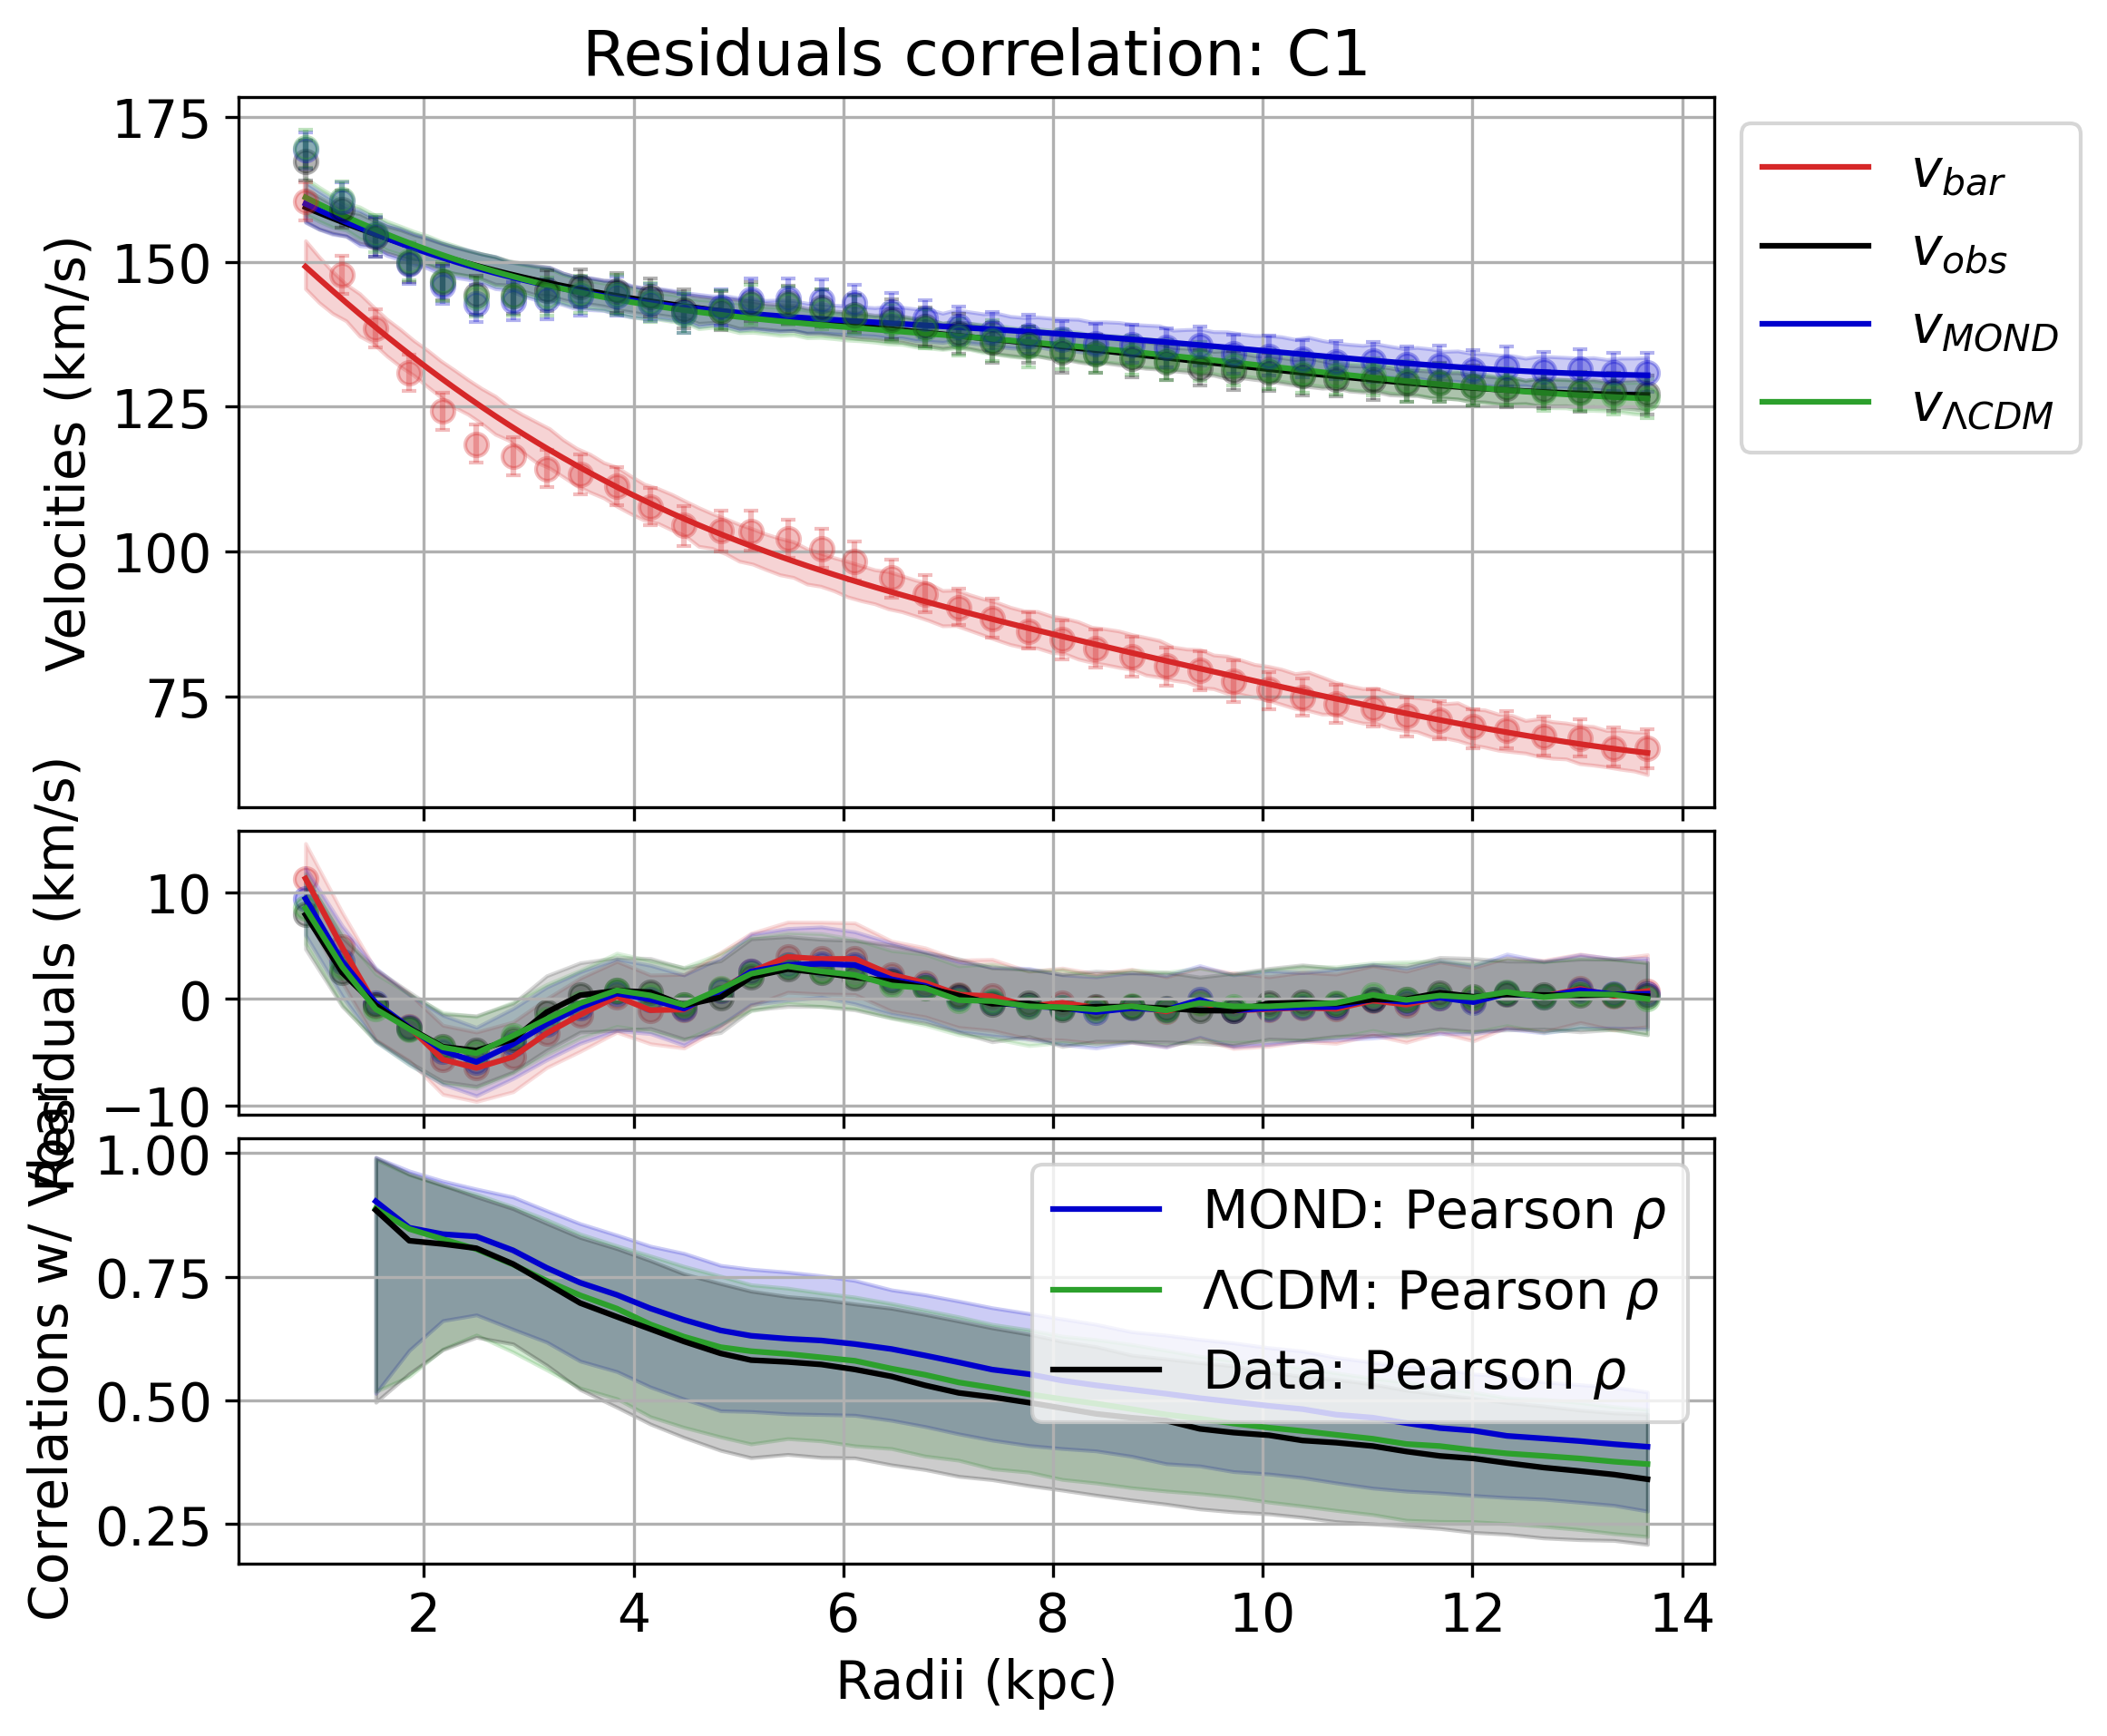 Residuals correlation: C1
Velocities (km/s)
175
150
125
100
75
v_bar
v_obs
v_MOND
v_ΛCDM
Residuals (km/s)
10
0
−10
Correlations w/ Vbar
1.00
0.75
0.50
0.25
MOND: Pearson ρ
ΛCDM: Pearson ρ
Data: Pearson ρ
2 4 6 8 10 12 14
Radii (kpc)